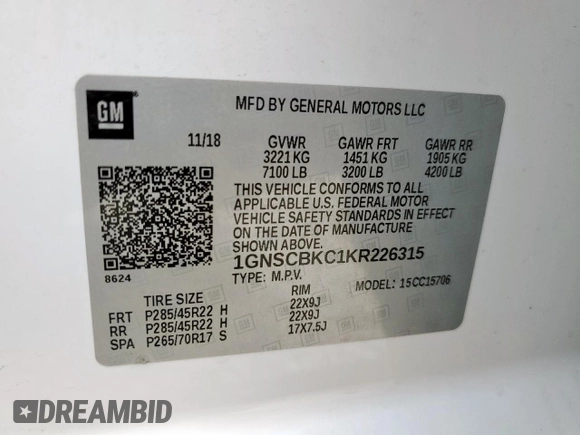 GM
MFD BY GENERAL MOTORS LLC
11/18 GVWR GAWR FRT GAWR RR
3221 KG 1451 KG 1905 KG
7100 LB 3200 LB 4200 LB
THIS VEHICLE CONFORMS TO ALL
APPLICABLE U.S. FEDERAL MOTOR
VEHICLE SAFETY STANDARDS IN EFFECT
ON THE DATE OF MANUFACTURE
SHOWN ABOVE.
8624 1GNSCBKC1KR226315
TYPE: M.P.V. MODEL: 15CC15706
TIRE SIZE RIM
FRT P285/45R22 H 22X9J
RR P285/45R22 H 22X9J
SPA P265/70R17 S 17X7.5J
DREAMBID